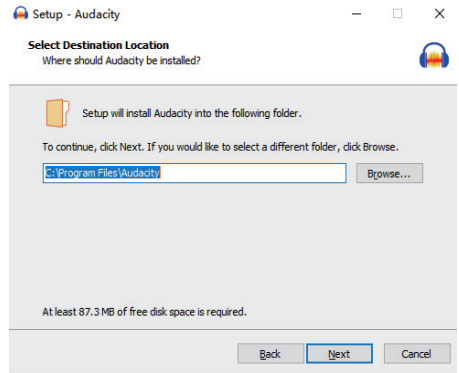 Setup - Audacity
Select Destination Location
Where should Audacity be installed?
Setup will install Audacity into the following folder.
To continue, click Next. If you would like to select a different folder, click Browse.
C:\Program Files\Audacity
Browse...
At least 87.3 MB of free disk space is required.
Back Next Cancel